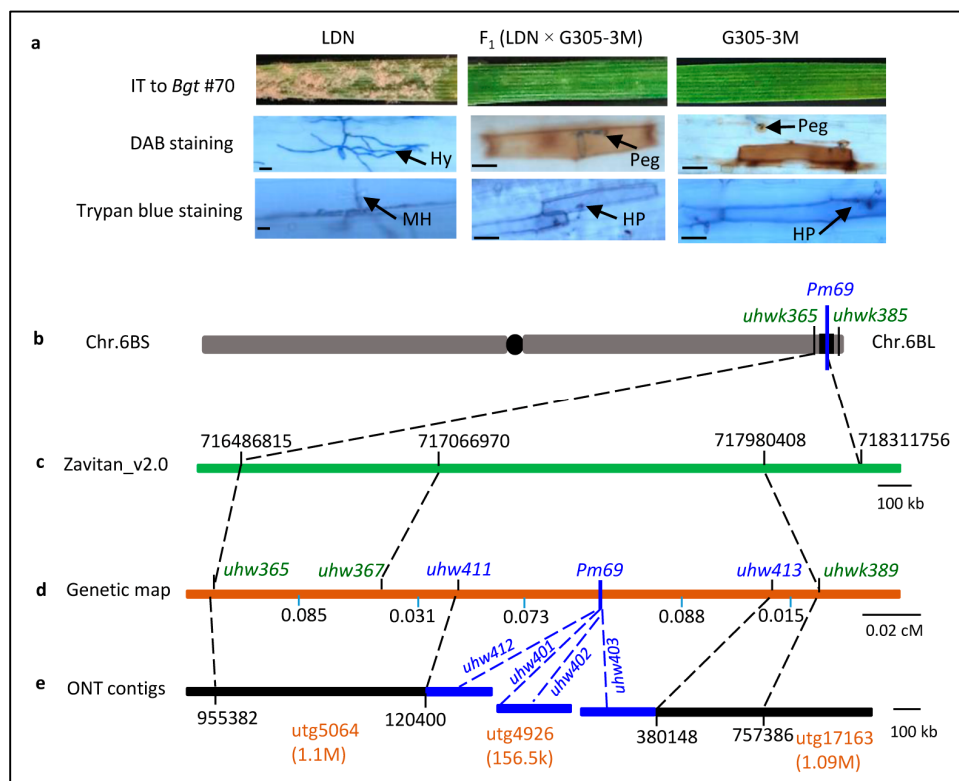 a
LDN
F1 (LDN × G305-3M)
G305-3M
IT to Bgt #70
DAB staining
Hy
Peg
Peg
Trypan blue staining
MH
HP
HP
Pm69
uhwk365
uhwk385
b
Chr.6BS
Chr.6BL
716486815
717066970
717980408
718311756
c
Zavitan_v2.0
100 kb
uhw365
uhw367
uhw411
Pm69
uhw413
uhwk389
d
Genetic map
0.085
0.031
0.073
0.088
0.015
0.02 cM
uhw412
uhw401
uhw402
uhw403
e
ONT contigs
955382
120400
380148
757386
100 kb
utg5064
(1.1M)
utg4926
(156.5k)
utg17163
(1.09M)